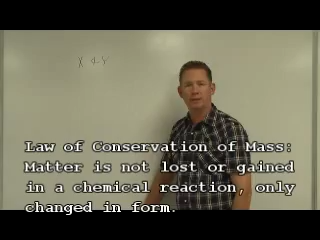 Law of Conservation of Mass:
Matter is not lost or gained
in a chemical reaction, only
changed in form.